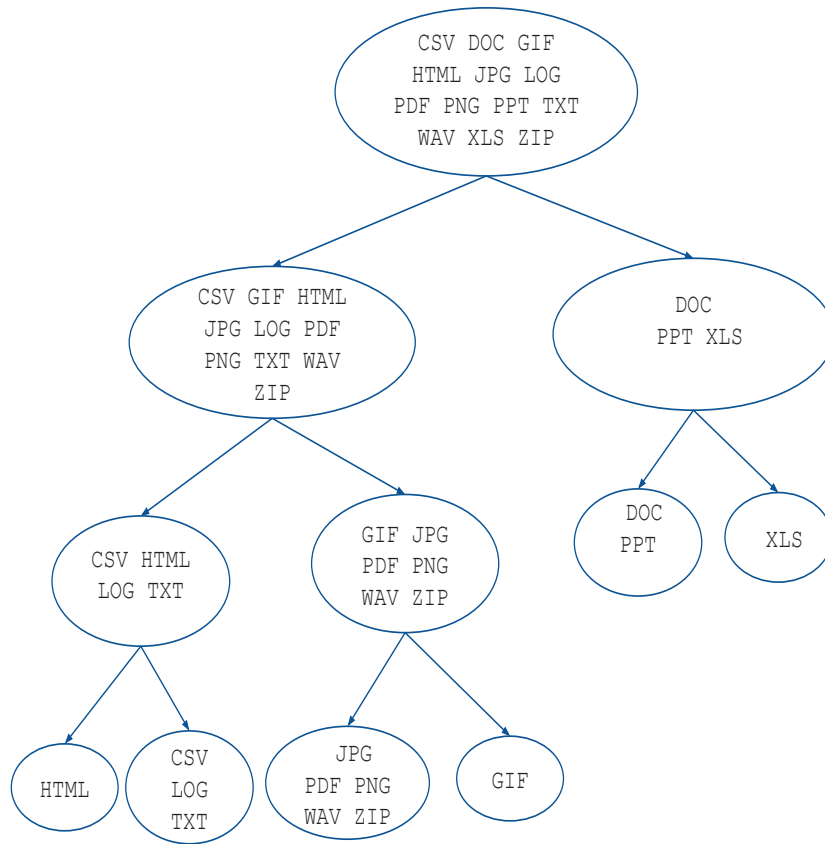 CSV DOC GIF
HTML JPG LOG
PDF PNG PPT TXT
WAV XLS ZIP
CSV GIF HTML
JPG LOG PDF
PNG TXT WAV
ZIP
DOC
PPT XLS
CSV HTML
LOG TXT
GIF JPG
PDF PNG
WAV ZIP
DOC
PPT
XLS
HTML
CSV
LOG
TXT
JPG
PDF PNG
WAV ZIP
GIF